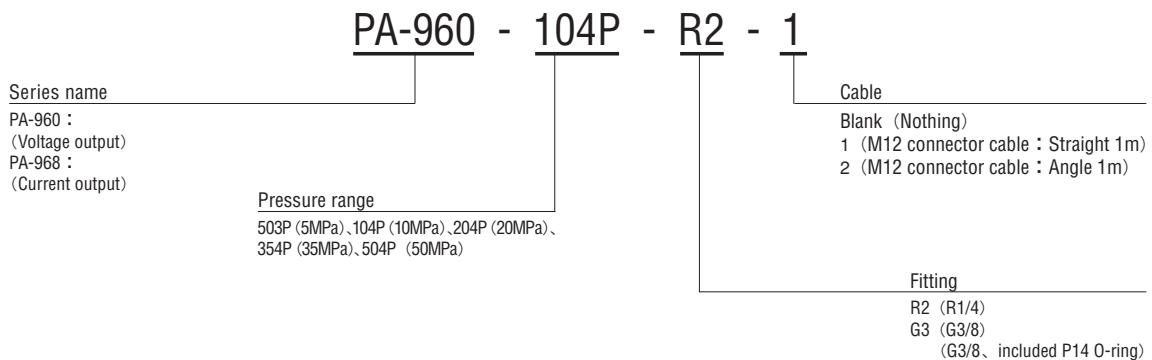 PA-960 - 104P - R2 - 1
Series name
PA-960：
（Voltage output）
PA-968：
（Current output）
Pressure range
503P（5MPa）、104P（10MPa）、204P（20MPa）、
354P（35MPa）、504P （50MPa）
Cable
Blank（Nothing）
1（M12 connector cable：Straight 1m）
2（M12 connector cable：Angle 1m）
Fitting
R2（R1/4）
G3（G3/8）
（G3/8、included P14 O-ring）